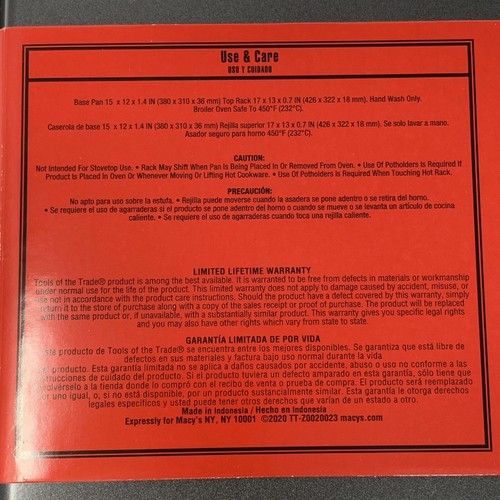 Use & Care
USO Y CUIDADO
Base Pan 15 x 12 x 1.4 IN (380 x 310 x 36 mm) Top Rack 17 x 13 x 0.7 IN (426 x 322 x 18 mm). Hand Wash Only.
Broiler Oven Safe To 450°F (232°C).
Caserola de base 15 x 12 x 1.4 IN (380 x 310 x 36 mm) Rejilla superior 17 x 13 x 0.7 IN (426 x 322 x 18 mm). Se solo lavar a mano.
Asador seguro para horno 450°F (232°C).
CAUTION:
Not Intended For Stovetop Use. • Rack May Shift When Pan is Being Placed In or Removed From Oven. • Use Of Potholders Is Required If
Product Is Placed In Oven Or Whenever Moving Or Lifting Hot Cookware. • Use Of Potholders Is Required When Touching Hot Rack.
PRECAUCIÓN:
No apto para uso sobre la estufa. • Rejilla puede moverse cuando la asadera se pone adentro o se retira del horno.
• Se requiere el uso de agarraderas si el producto se pone adentro del horno o cuando se mueve o se levanta un artículo de cocina
caliente. • Se requiere el uso de agarraderas cuando toca una rejilla caliente.
LIMITED LIFETIME WARRANTY
Tools of the Trade® product is among the best available. It is warranted to be free from defects in materials or workmanship
under normal use for the life of the product. This limited warranty does not apply to damage caused by accident, misuse, or
use not in accordance with the product care instructions. Should the product have a defect covered by this warranty, simply
return it to the store of purchase along with a copy of the sales receipt or proof of purchase. The product will be replaced
with the same product or, if unavailable, with a substantially similar product. This warranty gives you specific legal rights
and you may also have other rights which vary from state to state.
GARANTÍA LIMITADA DE POR VIDA
Este producto de Tools of the Trade® se encuentra entre los mejores disponibles. Se garantiza que está libre de
defectos en sus materiales y factura bajo uso normal durante la vida
del producto. Esta garantía limitada no se aplica a daños causados por accidente, abuso o uso no conforme a las
instrucciones de cuidado del producto. Si el producto tuviera un defecto amparado en esta garantía, sólo tiene que
devolvérselo a la tienda donde lo compró con el recibo de venta o prueba de compra. El producto será reemplazado
por uno igual, o, si no está disponible, por un producto sustancialmente similar. Esta garantía le otorga derechos
legales específicos y usted puede tener otros derechos que varían de un estado a otro.
Made in Indonesia / Hecho en Indonesia
Expressly for Macy's NY, NY 10001 ©2020 TT-Z0020023 macys.com